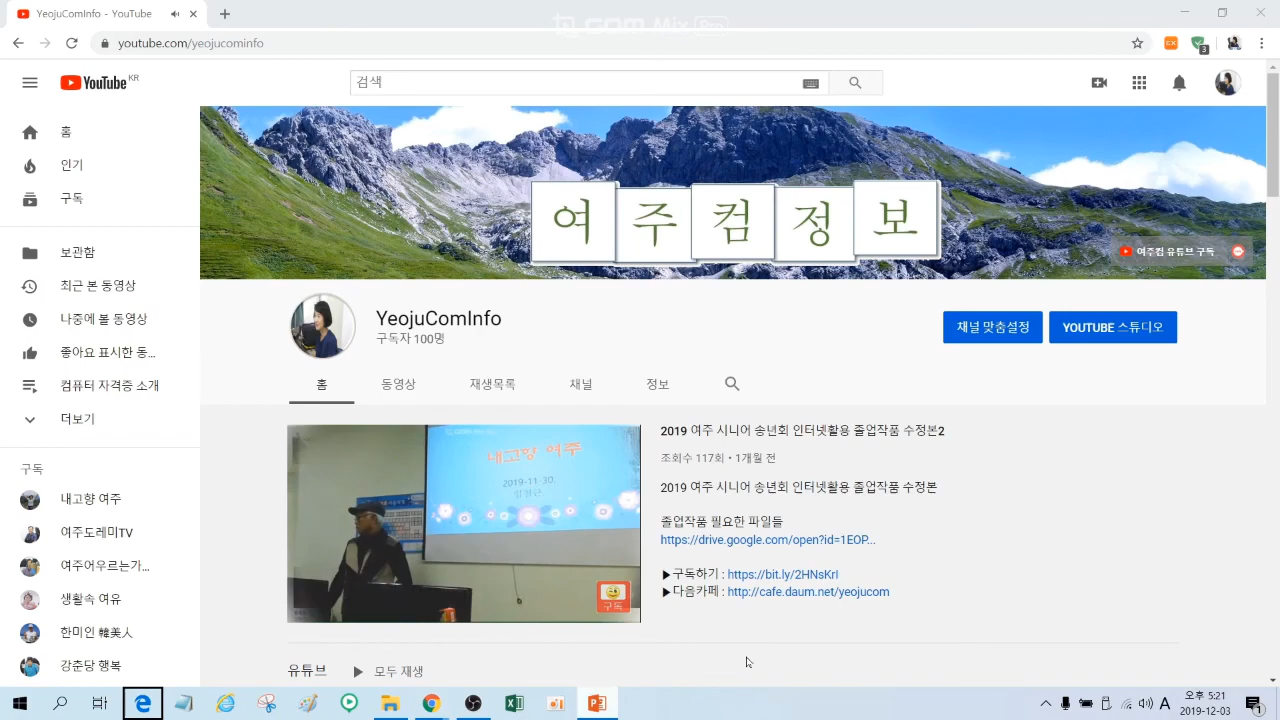 YeojuComInfo - YouTube
GOM Mix Pro
youtube.com/yeojucominfo
YouTube KR
검색
홈
인기
구독
보관함
최근 본 동영상
나중에 볼 동영상
좋아요 표시한 동...
컴퓨터 자격증 소개
더보기
구독
내고향 여주
여주도레미TV
여주어우르는가...
생활속 여유
한미인 韓美人
강춘당 행복
여주컴정보
여주컴 유튜브 구독
YeojuComInfo
구독자 100명
채널 맞춤설정
YOUTUBE 스튜디오
홈
동영상
재생목록
채널
정보
내고향 여주
2019-11-30.
구독
2019 여주 시니어 송년회 인터넷활용 졸업작품 수정본2
조회수 117회 • 1개월 전
2019 여주 시니어 송년회 인터넷활용 졸업작품 수정본
졸업작품 필요한 파일들
https://drive.google.com/open?id=1EOP...
▶구독하기 : https://bit.ly/2HNsKrI
▶다음카페 : http://cafe.daum.net/yeojucom
유튜브
▶ 모두 재생
A
오후 5:21
2019-12-03